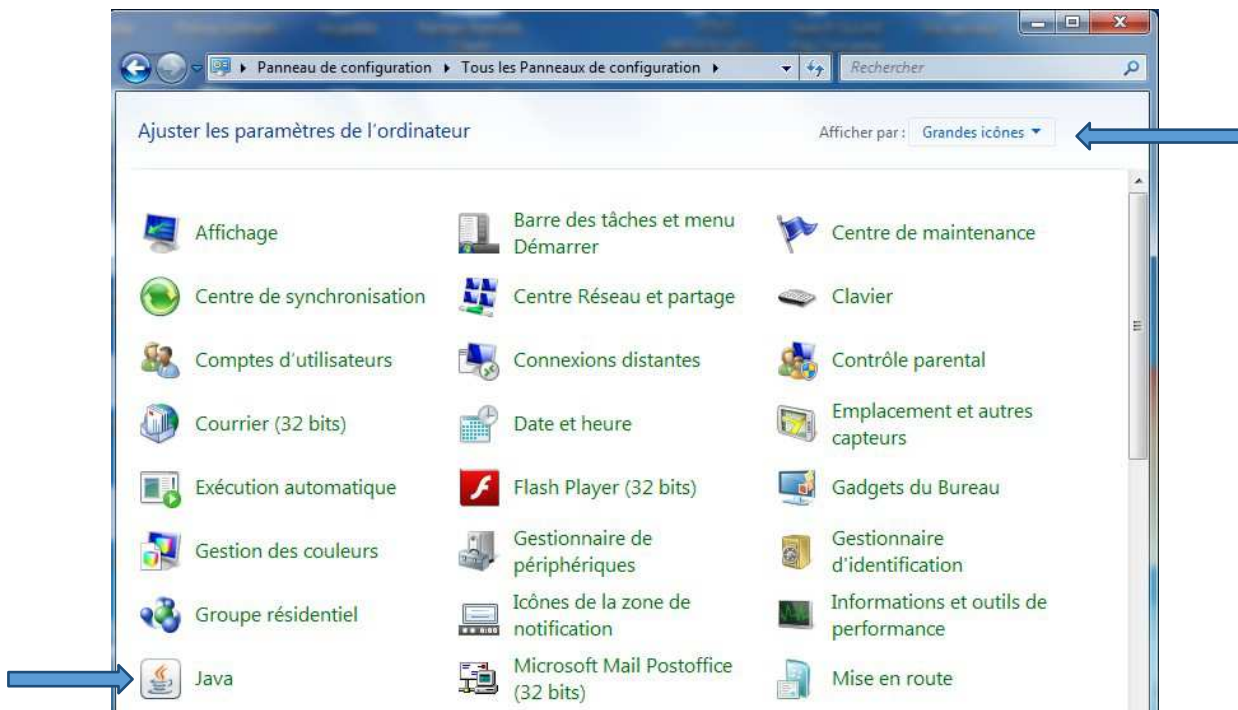 Panneau de configuration Tous les Panneaux de configuration Rechercher
Ajuster les paramètres de l'ordinateur Afficher par : Grandes icônes
Affichage
Barre des tâches et menu
Démarrer
Centre de maintenance
Centre de synchronisation
Centre Réseau et partage
Clavier
Comptes d'utilisateurs
Connexions distantes
Contrôle parental
Courrier (32 bits)
Date et heure
Emplacement et autres
capteurs
Exécution automatique
Flash Player (32 bits)
Gadgets du Bureau
Gestion des couleurs
Gestionnaire de
périphériques
Gestionnaire
d'identification
Groupe résidentiel
Icônes de la zone de
notification
Informations et outils de
performance
Java
Microsoft Mail Postoffice
(32 bits)
Mise en route